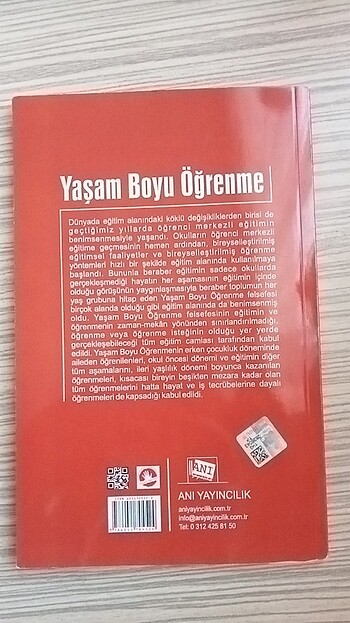 Yaşam Boyu Öğrenme
Dünyada eğitim alanındaki köklü değişikliklerden birisi de
geçtiğimiz yıllarda öğrenci merkezli eğitimin
benimsenmesiyle yaşandı. Okulların öğrenci merkezli
eğitime geçmesinin hemen ardından, bireyselleştirilmiş
eğitimsel faaliyetler ve bireyselleştirilmiş öğrenme
yöntemleri hızlı bir şekilde eğitim alanında kullanılmaya
başlandı. Bununla beraber eğitimin sadece okullarda
gerçekleşmediği hayatın her aşamasının eğitimin içinde
olduğu görüşünün yaygınlaşmasıyla beraber toplumun her
yaş grubuna hitap eden Yaşam Boyu Öğrenme felsefesi
birçok alanda olduğu gibi eğitim alanında da benimsenmiş
oldu. Yaşam Boyu Öğrenme felsefesinin eğitimin ve
öğrenmenin zaman-mekân yönünden sınırlandırılmadığı,
öğrenme veya öğrenme isteğinin olduğu yer yerde
gerçekleşebileceği tüm eğitim camiası tarafından kabul
edildi. Yaşam Boyu Öğrenmenin erken çocukluk döneminde
aileden öğrenilenleri, okul öncesi dönemi ve eğitimin diğer
tüm aşamalarını, ileri yaşlılık dönemi boyunca kazanılan
öğrenmeleri, kısacası bireyin beşikten mezara kadar olan
tüm öğrenmelerini hatta hayat ve iş tecrübelerine dayalı
öğrenmeleri de kapsadığı kabul edildi.
ANI
ANI YAYINCILIK
aniyayincilik.com.tr
info@aniyayincilik.com.tr
Tel: 0 312 425 81 50